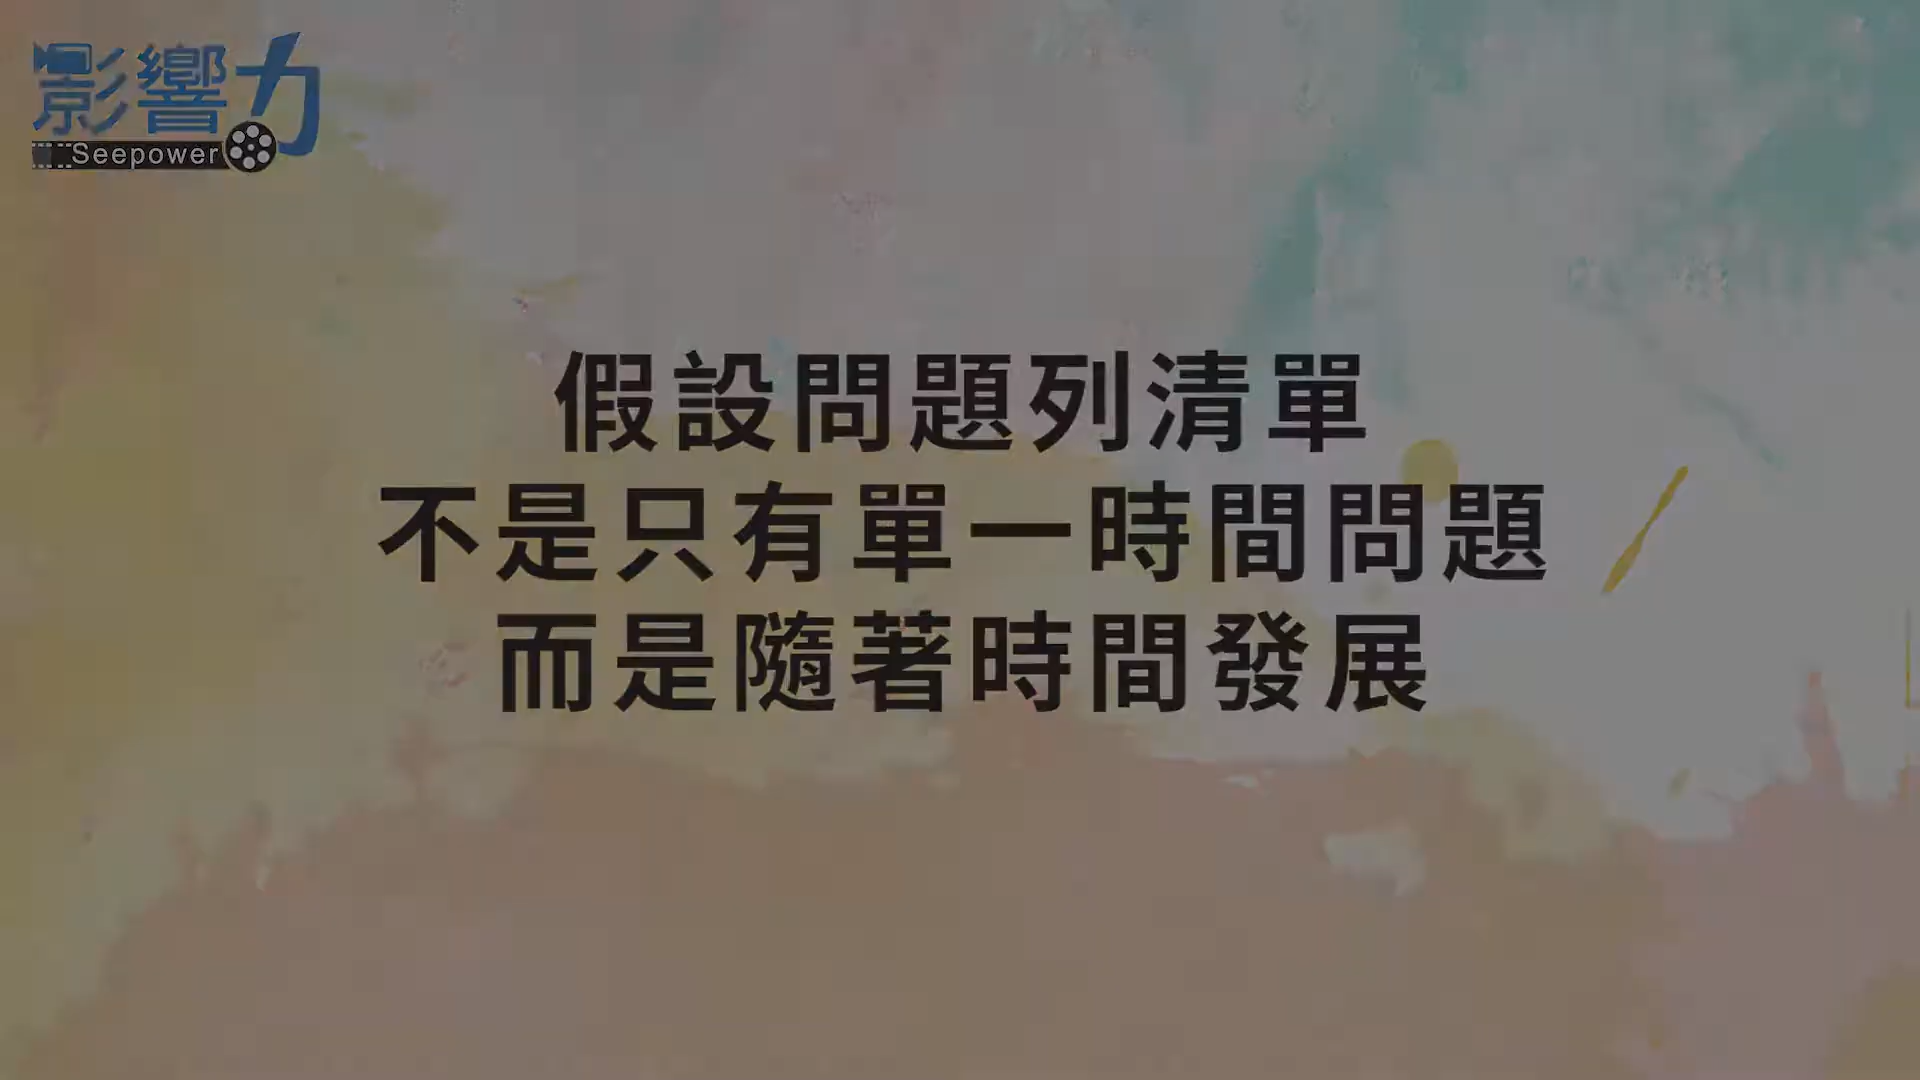 影響力
Seepower
假設問題列清單
不是只有單一時間問題
而是隨著時間發展